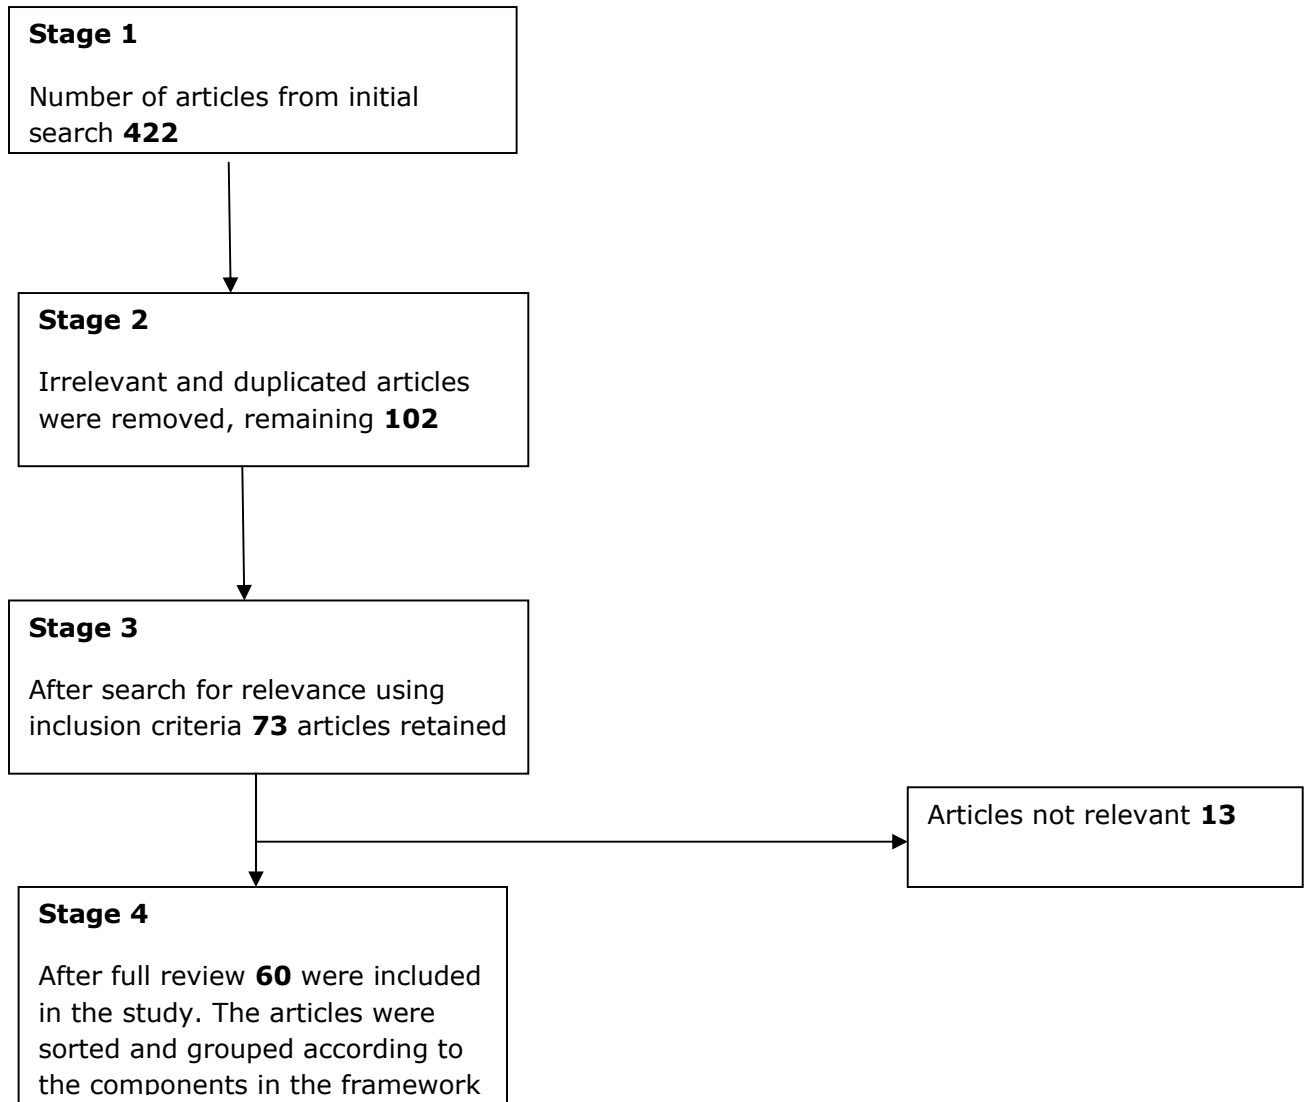 Stage 1
Number of articles from initial
search 422
Stage 2
Irrelevant and duplicated articles
were removed, remaining 102
Stage 3
After search for relevance using
inclusion criteria 73 articles retained
Articles not relevant 13
Stage 4
After full review 60 were included
in the study. The articles were
sorted and grouped according to
the components in the framework